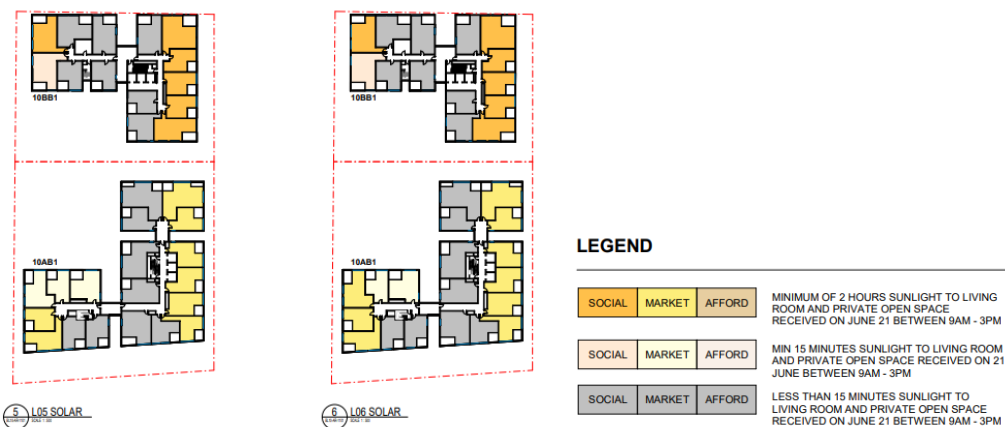 10BB1
10BB1
10AB1
10AB1
5 L05 SOLAR
6 L06 SOLAR
LEGEND
SOCIAL MARKET AFFORD
MINIMUM OF 2 HOURS SUNLIGHT TO LIVING
ROOM AND PRIVATE OPEN SPACE
RECEIVED ON JUNE 21 BETWEEN 9AM - 3PM
SOCIAL MARKET AFFORD
MIN 15 MINUTES SUNLIGHT TO LIVING ROOM
AND PRIVATE OPEN SPACE RECEIVED ON 21
JUNE BETWEEN 9AM - 3PM
SOCIAL MARKET AFFORD
LESS THAN 15 MINUTES SUNLIGHT TO
LIVING ROOM AND PRIVATE OPEN SPACE
RECEIVED ON JUNE 21 BETWEEN 9AM - 3PM